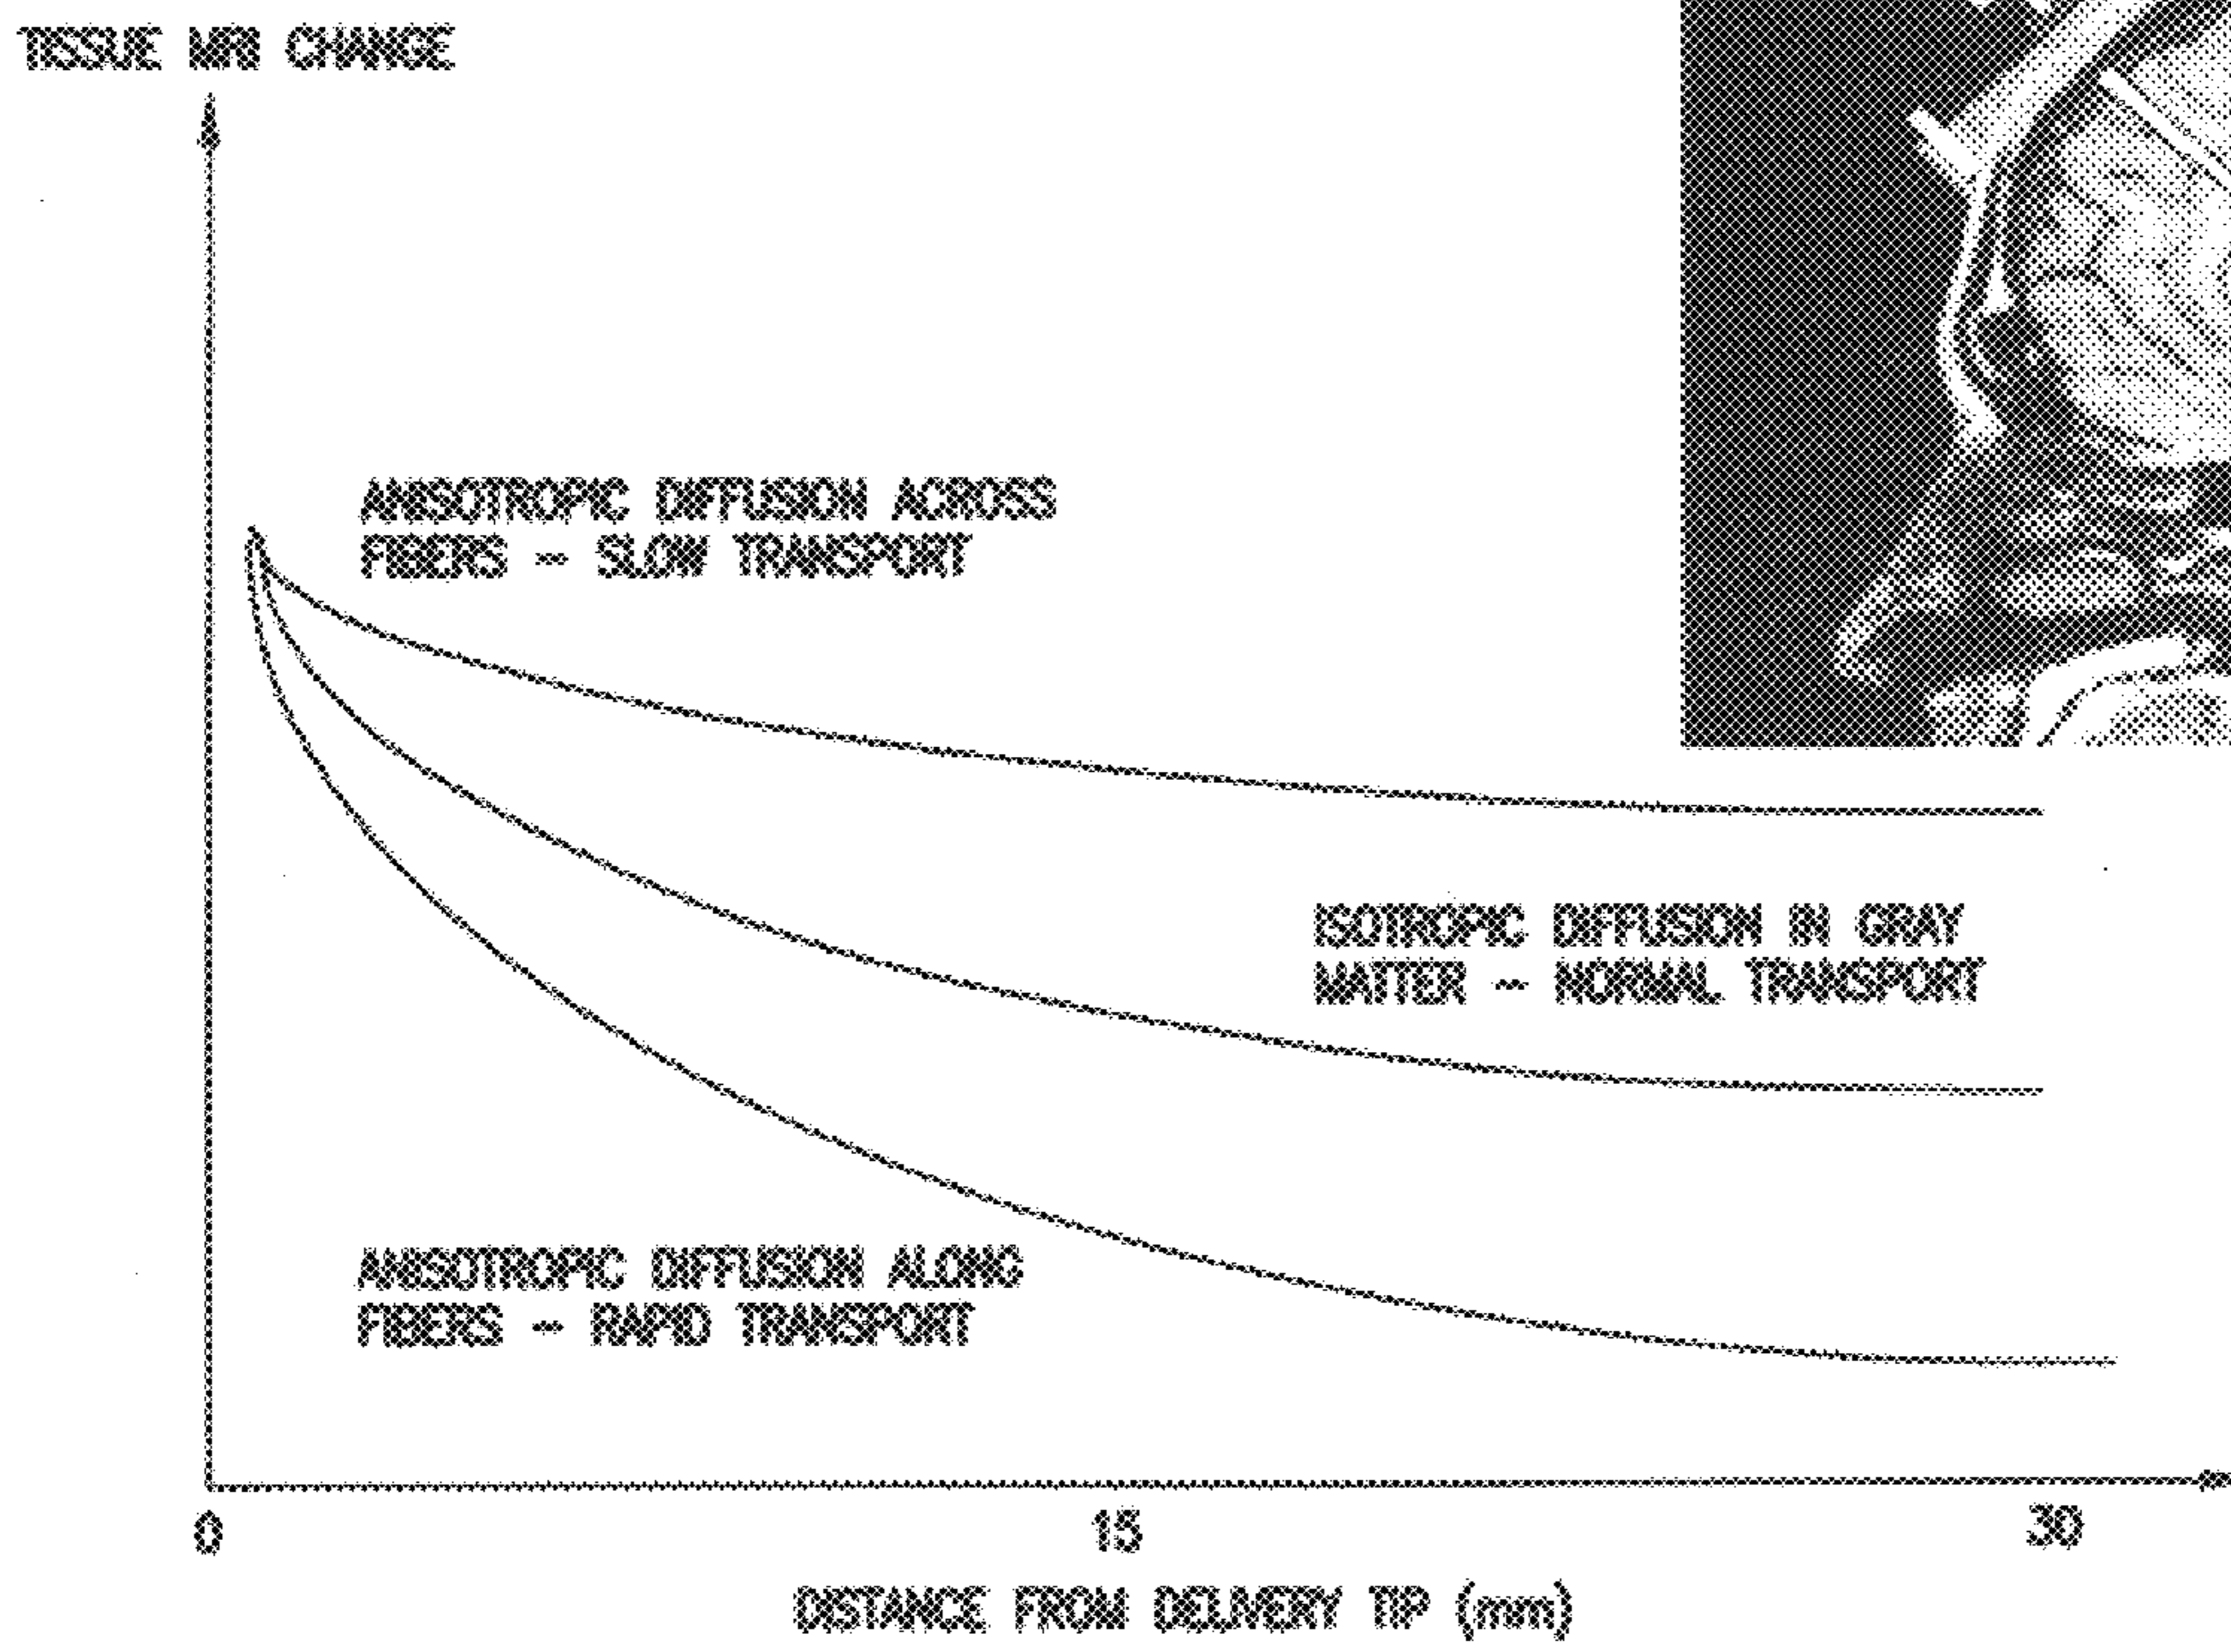 TISSUE MRI CHANGE
ANISOTROPIC DIFFUSION ACROSS
FIBERS - SLOW TRANSPORT
ISOTROPIC DIFFUSION IN GRAY
MATTER - NORMAL TRANSPORT
ANISOTROPIC DIFFUSION ALONG
FIBERS - RAPID TRANSPORT
0 15 30
DISTANCE FROM DELIVERY TIP (mm)